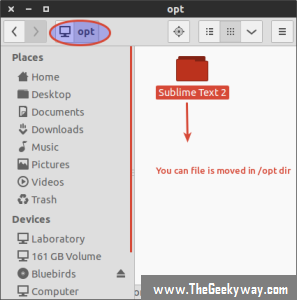 opt
opt
Places
Home
Desktop
Documents
Downloads
Music
Pictures
Videos
Trash
Devices
Laboratory
161 GB Volume
Bluebirds
Computer
Sublime Text 2
You can file is moved in /opt dir
www.TheGeekyway.com